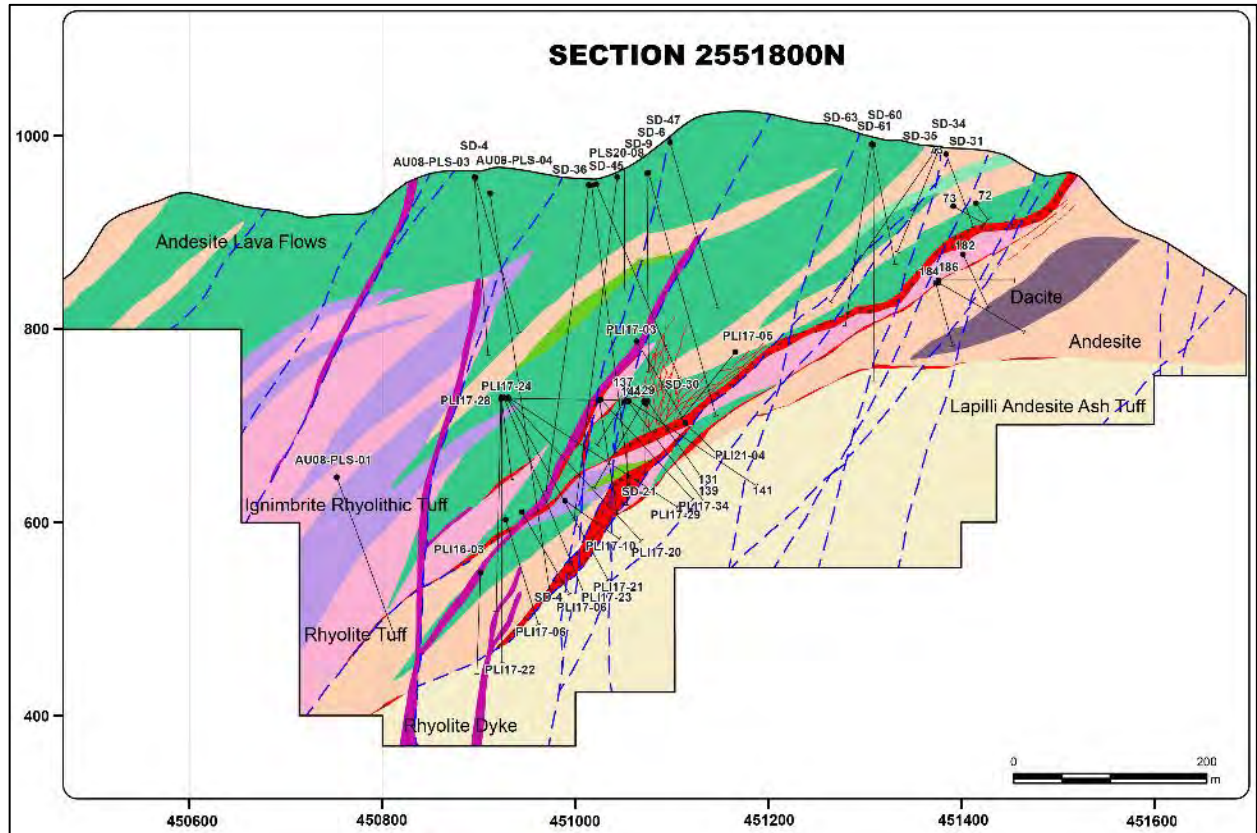 SECTION 2551800N
1000
800
600
400
SD-47
SD-6
SD-9
PLS20-08
SD-45
SD-36
SD-4
AU08-PLS-04
AU08-PLS-03
SD-63
SD-60
SD-61
SD-34
SD-35
SD-31
73
72
182
186
184
Andesite Lava Flows
Dacite
Andesite
Lapilli Andesite Ash Tuff
PLI17-03
PLI17-05
PLI17-24
PLI17-28
137
144
29
SD-30
AU08-PLS-01
Ignimbrite Rhyolithic Tuff
PLI21-04
131
139
141
SD-21
PLI17-34
PLI17-29
PLI17-10
PLI17-20
PLI16-03
PLI17-21
PLI17-23
SD-4
PLI17-06
PLI17-06
Rhyolite Tuff
PLI17-22
Rhyolite Dyke
0
200
m
450600
450800
451000
451200
451400
451600